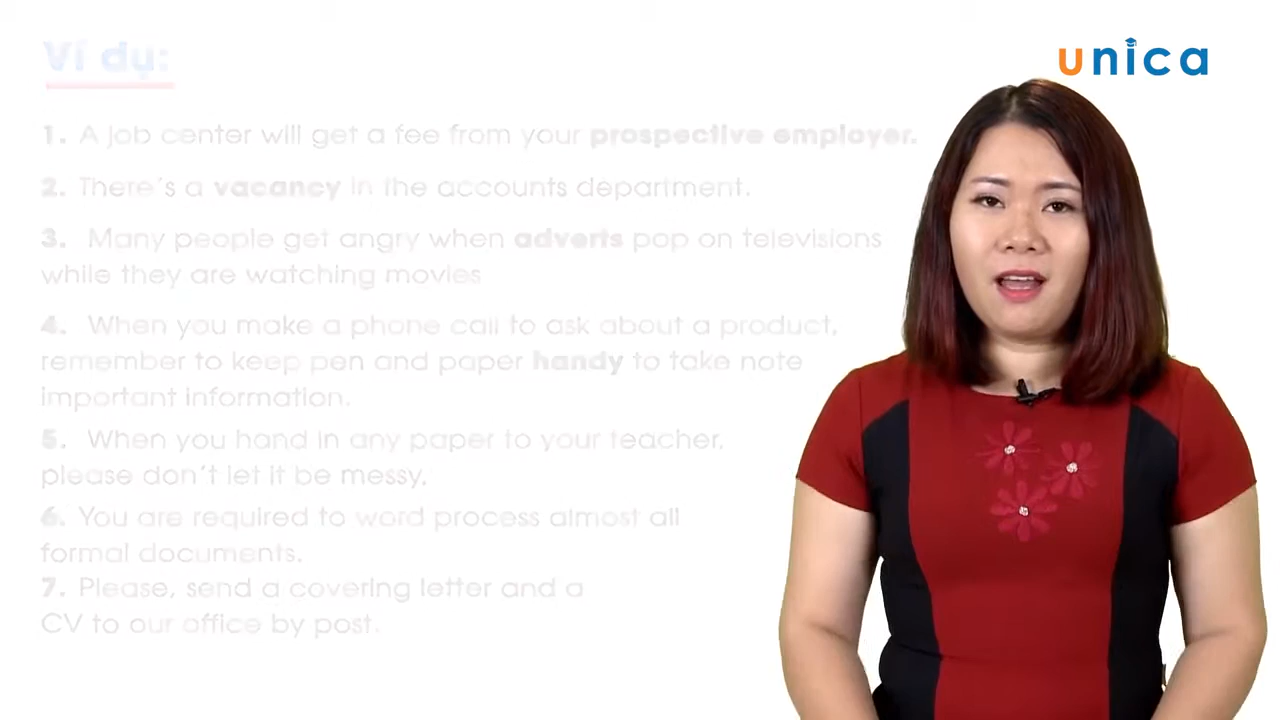 Ví dụ:
unica
1. A job center will get a fee from your prospective employer.
2. There's a vacancy in the accounts department.
3. Many people get angry when adverts pop on televisions
while they are watching movies
4. When you make a phone call to ask about a product,
remember to keep pen and paper handy to take note
important information.
5. When you hand in any paper to your teacher,
please don't let it be messy.
6. You are required to word process almost all
formal documents.
7. Please, send a covering letter and a
CV to our office by post.